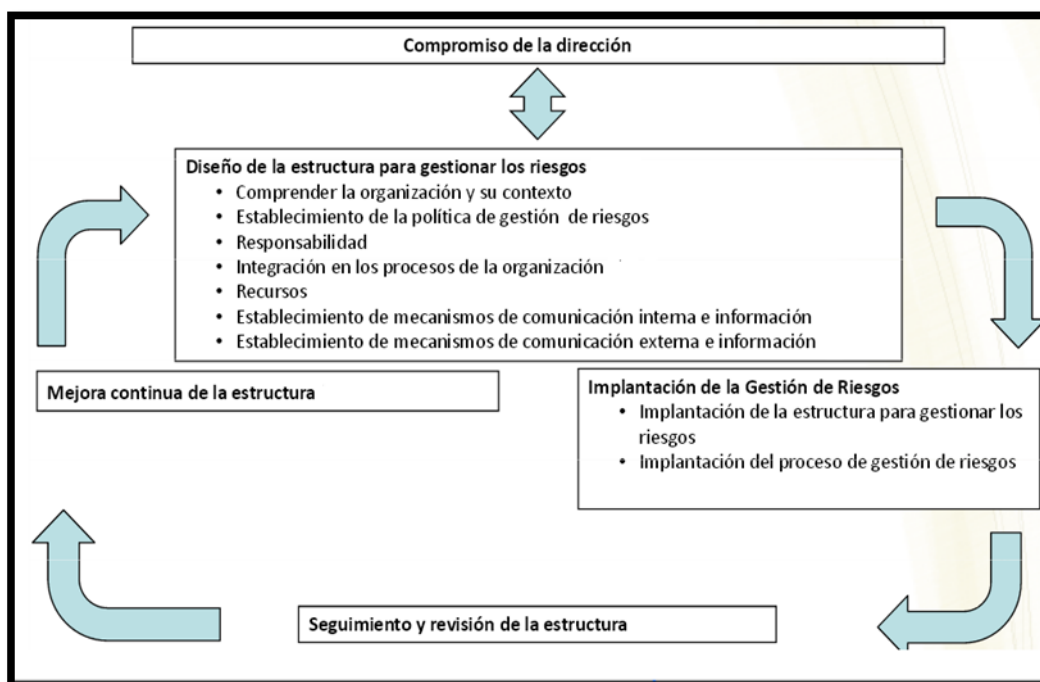 Compromiso de la dirección
Diseño de la estructura para gestionar los riesgos
• Comprender la organización y su contexto
• Establecimiento de la política de gestión de riesgos
• Responsabilidad
• Integración en los procesos de la organización
• Recursos
• Establecimiento de mecanismos de comunicación interna e información
• Establecimiento de mecanismos de comunicación externa e información
Mejora continua de la estructura
Implantación de la Gestión de Riesgos
• Implantación de la estructura para gestionar los
riesgos
• Implantación del proceso de gestión de riesgos
Seguimiento y revisión de la estructura